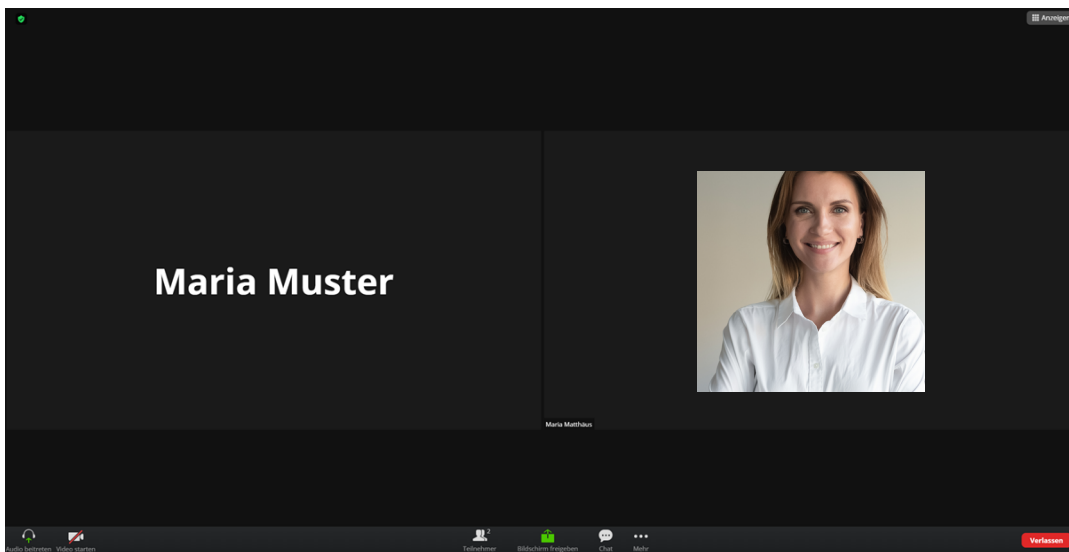 Anzeigen
Maria Muster
Maria Matthäus
2
Audio beitreten Video starten Teilnehmer Bildschirm freigeben Chat Mehr Verlassen